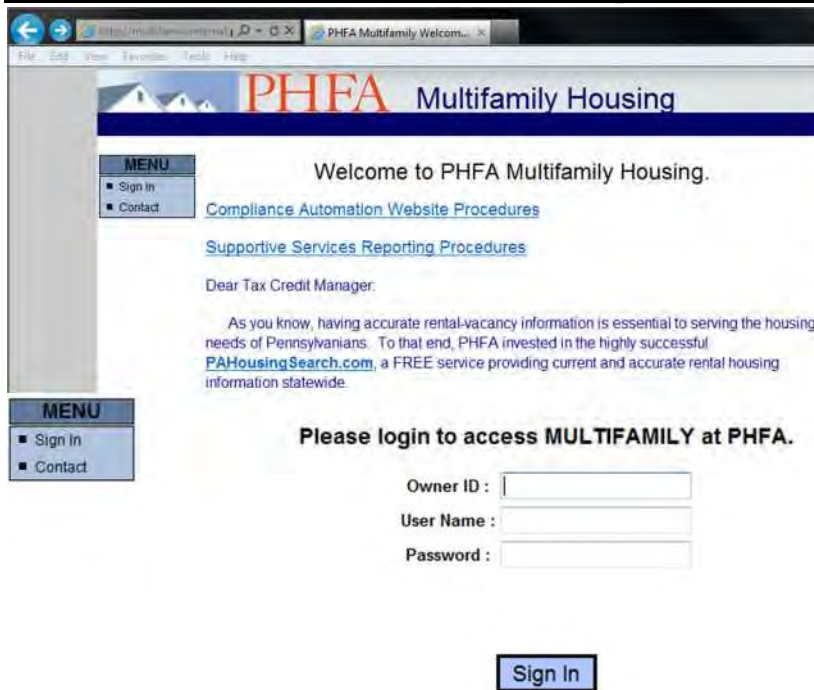 PHFA Multifamily Welcom...
File Edit View Favorites Tools Help
PHFA Multifamily Housing
MENU
Sign In
Contact
Welcome to PHFA Multifamily Housing.
Compliance Automation Website Procedures
Supportive Services Reporting Procedures
Dear Tax Credit Manager:
As you know, having accurate rental-vacancy information is essential to serving the housing
needs of Pennsylvanians. To that end, PHFA invested in the highly successful
PAHousingSearch.com, a FREE service providing current and accurate rental housing
information statewide.
MENU
Sign In
Contact
Please login to access MULTIFAMILY at PHFA.
Owner ID :
User Name :
Password :
Sign In